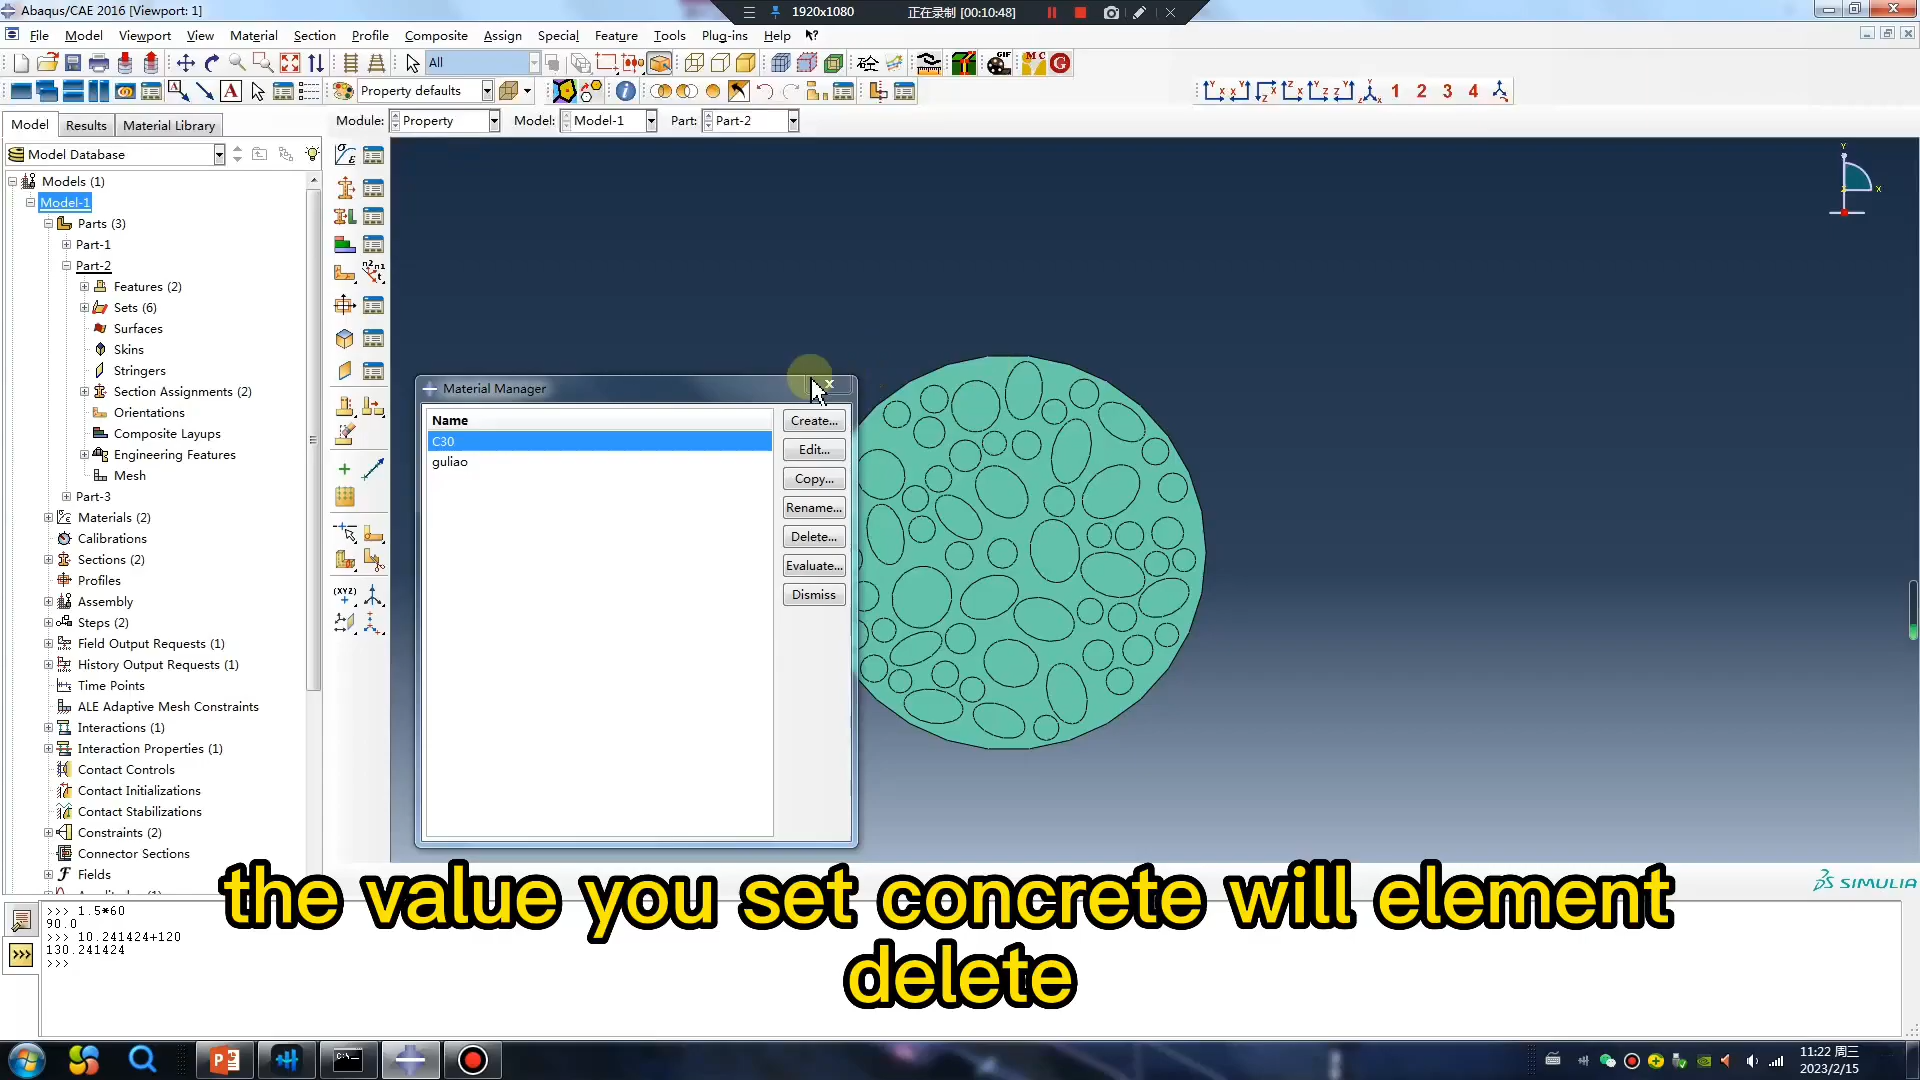 Abaqus/CAE 2016 [Viewport: 1]
1920x1080
正在录制 [00:10:48]
File Model Viewport View Material Section Profile Composite Assign Special Feature Tools Plug-ins Help
All
GIF
M C
G
A
A
Property defaults
1 2 3 4
Model Results Material Library
Module: Property Model: Model-1 Part: Part-2
Model Database
Models (1)
Model-1
Parts (3)
Part-1
Part-2
Features (2)
Sets (6)
Surfaces
Skins
Stringers
Section Assignments (2)
Orientations
Composite Layups
Engineering Features
Mesh
Part-3
Materials (2)
Calibrations
Sections (2)
Profiles
Assembly
Steps (2)
Field Output Requests (1)
History Output Requests (1)
Time Points
ALE Adaptive Mesh Constraints
Interactions (1)
Interaction Properties (1)
Contact Controls
Contact Initializations
Contact Stabilizations
Constraints (2)
Connector Sections
Fields
(XYZ)
Y
X
Material Manager
Name
C30
guliao
Create...
Edit...
Copy...
Rename...
Delete...
Evaluate...
Dismiss
SIMULIA
>>> 1.5*60
90.0
>>> 10.241424+120
130.241424
>>>
the value you set concrete will element
delete
11:22 周三
2023/2/15